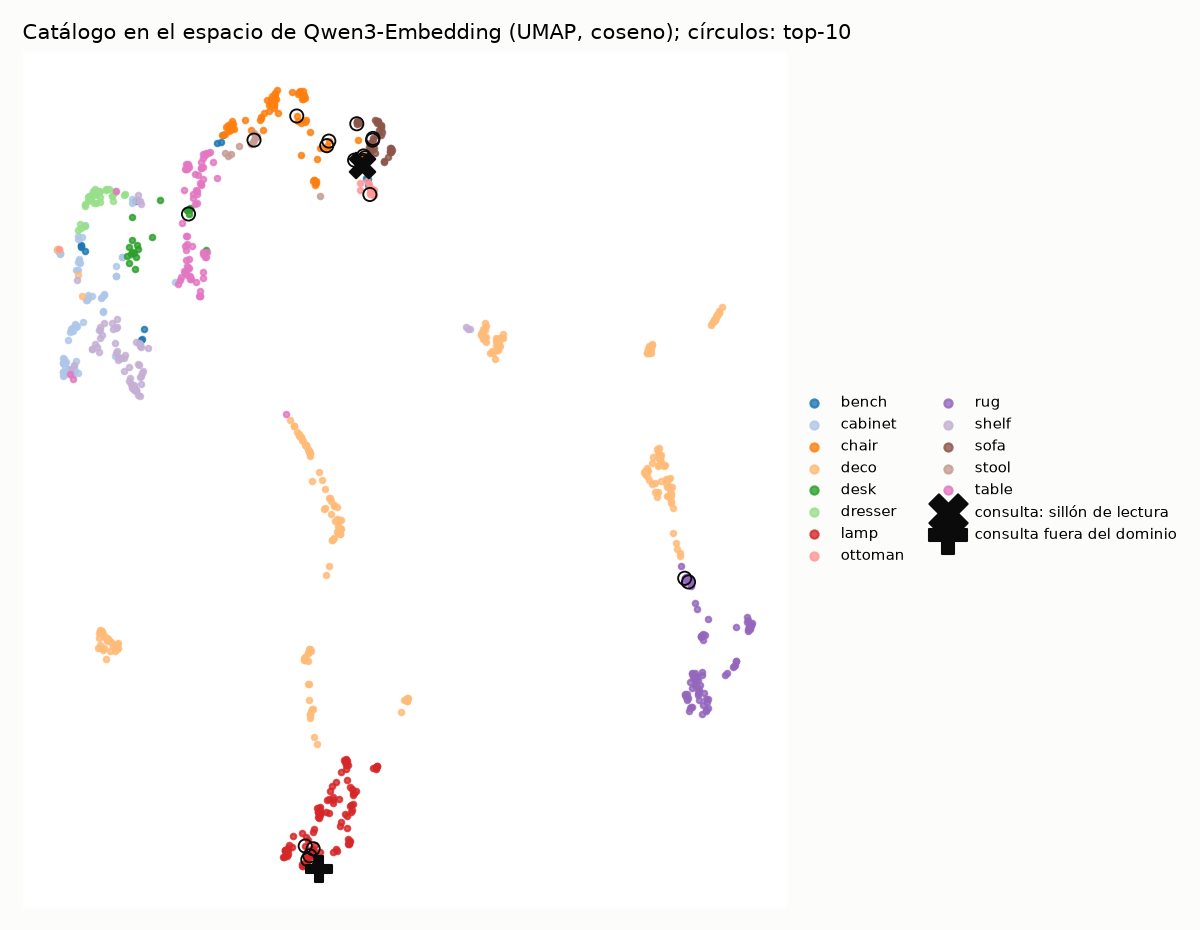 Catálogo en el espacio de Qwen3-Embedding (UMAP, coseno); círculos: top-10
bench
cabinet
chair
deco
desk
dresser
lamp
ottoman
rug
shelf
sofa
stool
table
consulta: sillón de lectura
consulta fuera del dominio